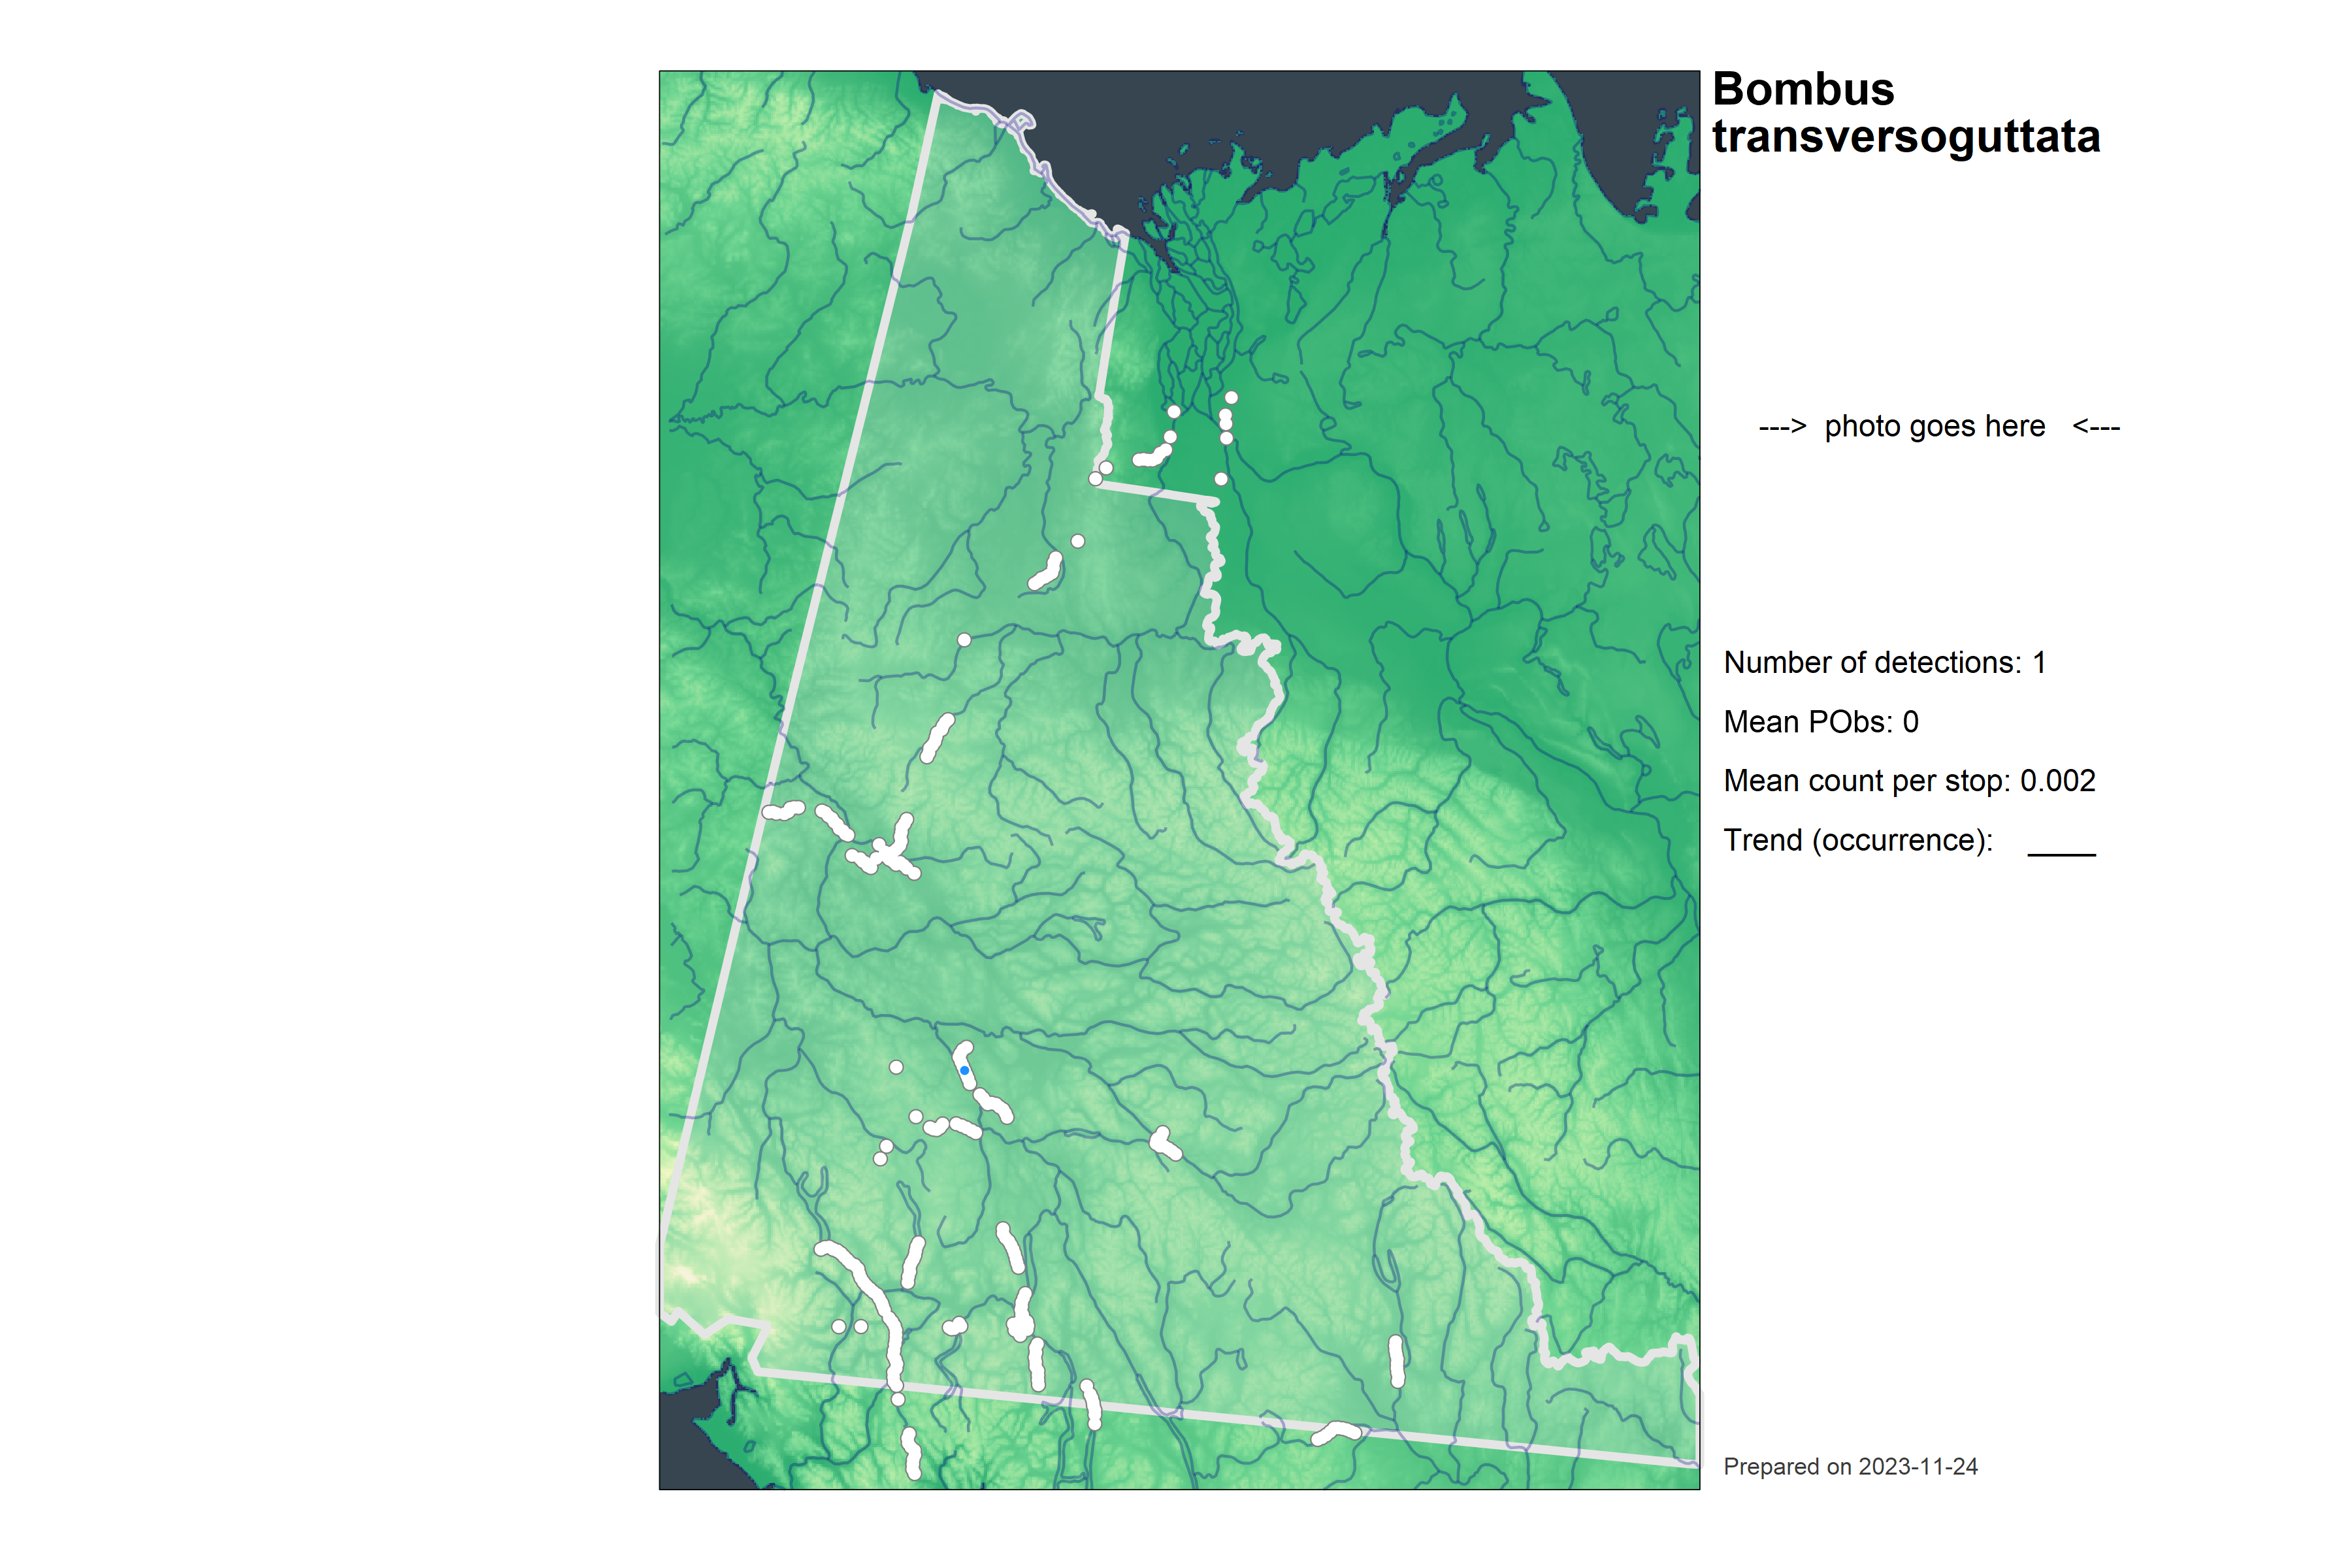 Bombus
transversoguttata
---> photo goes here <---
Number of detections: 1
Mean PObs: 0
Mean count per stop: 0.002
Trend (occurrence): ____
Prepared on 2023-11-24